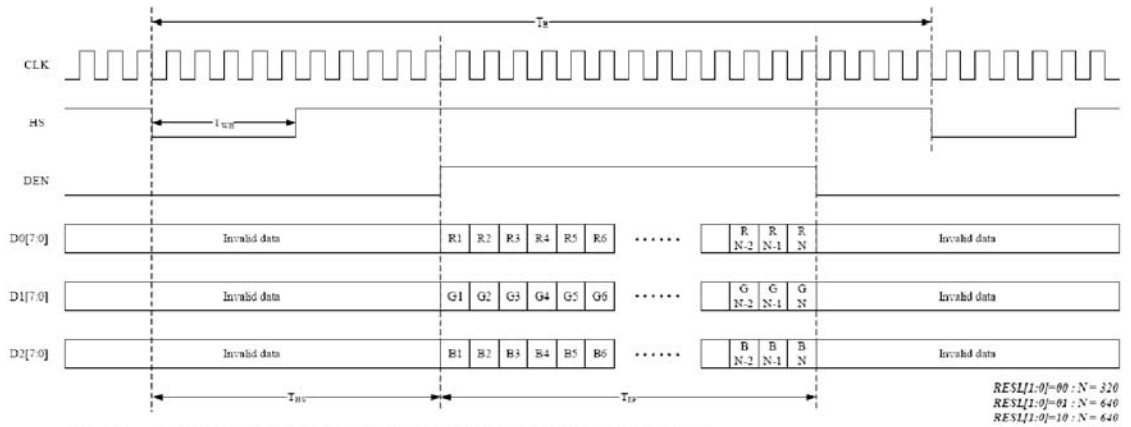 T_H
CLK
HS
T_WH
DEN
D0[7:0] Invalid data R1 R2 R3 R4 R5 R6 ...... R N-2 R N-1 R N Invalid data
D1[7:0] Invalid data G1 G2 G3 G4 G5 G6 ...... G N-2 G N-1 G N Invalid data
D2[7:0] Invalid data B1 B2 B3 B4 B5 B6 ...... B N-2 B N-1 B N Invalid data
RESL[1:0]=00 : N = 320
RESL[1:0]=01 : N = 640
RESL[1:0]=10 : N = 640